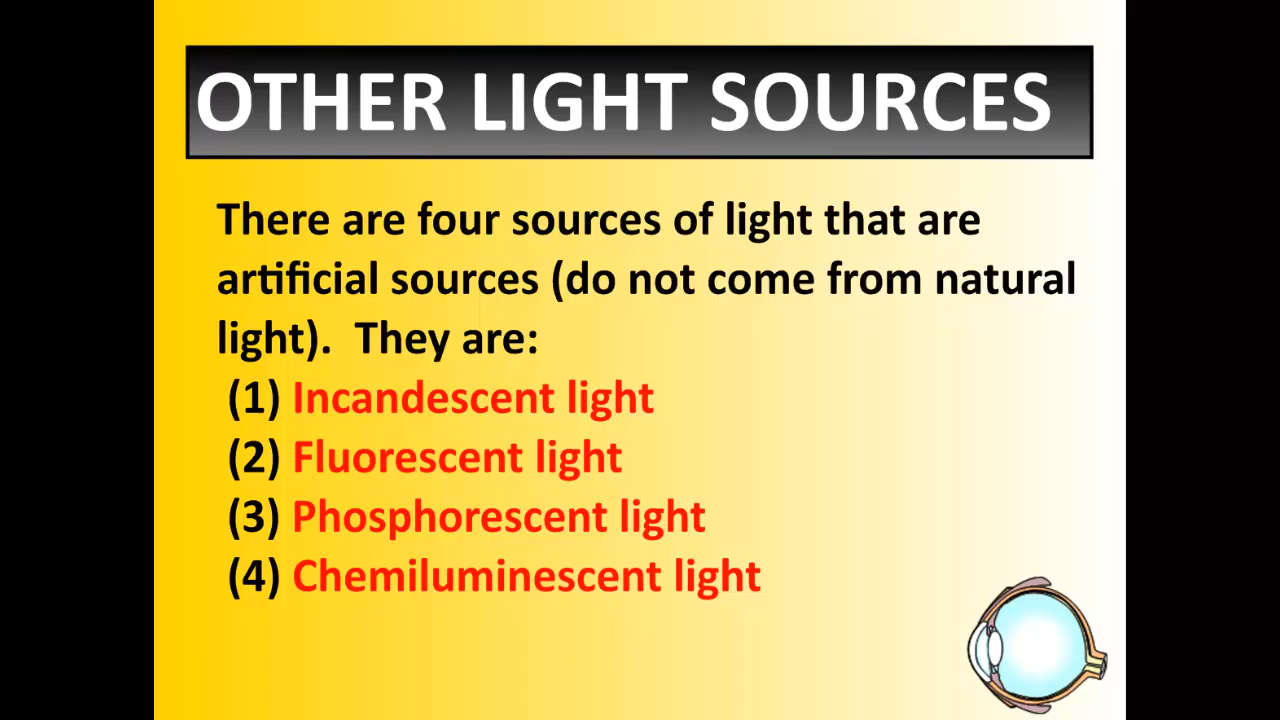 OTHER LIGHT SOURCES
There are four sources of light that are
artificial sources (do not come from natural
light).  They are:
(1) Incandescent light
(2) Fluorescent light
(3) Phosphorescent light
(4) Chemiluminescent light